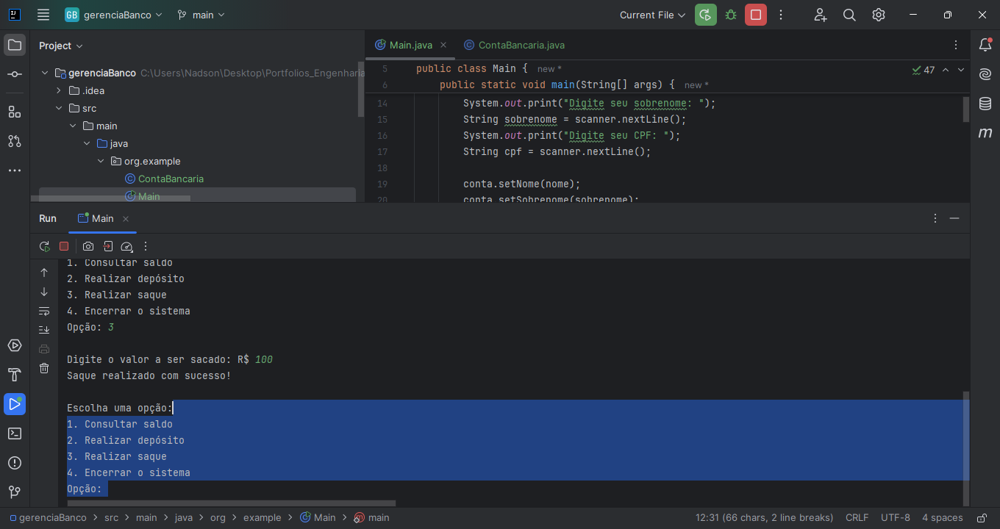 GB gerenciaBanco main Current File
Project
gerenciaBanco C:\Users\Nadson\Desktop\Portfolios_Engenharia
.idea
src
main
java
org.example
ContaBancaria
Main
Main.java ContaBancaria.java
5 public class Main { new *
47
6 public static void main(String[] args) { new *
14 System.out.print("Digite seu sobrenome: ");
15 String sobrenome = scanner.nextLine();
16 System.out.print("Digite seu CPF: ");
17 String cpf = scanner.nextLine();
18
19 conta.setNome(nome);
20 conta.setSobrenome(sobrenome);
Run Main
1. Consultar saldo
2. Realizar depósito
3. Realizar saque
4. Encerrar o sistema
Opção: 3
Digite o valor a ser sacado: R$ 100
Saque realizado com sucesso!
Escolha uma opção:
1. Consultar saldo
2. Realizar depósito
3. Realizar saque
4. Encerrar o sistema
Opção:
gerenciaBanco > src > main > java > org > example > Main > main 12:31 (66 chars, 2 line breaks) CRLF UTF-8 4 spaces